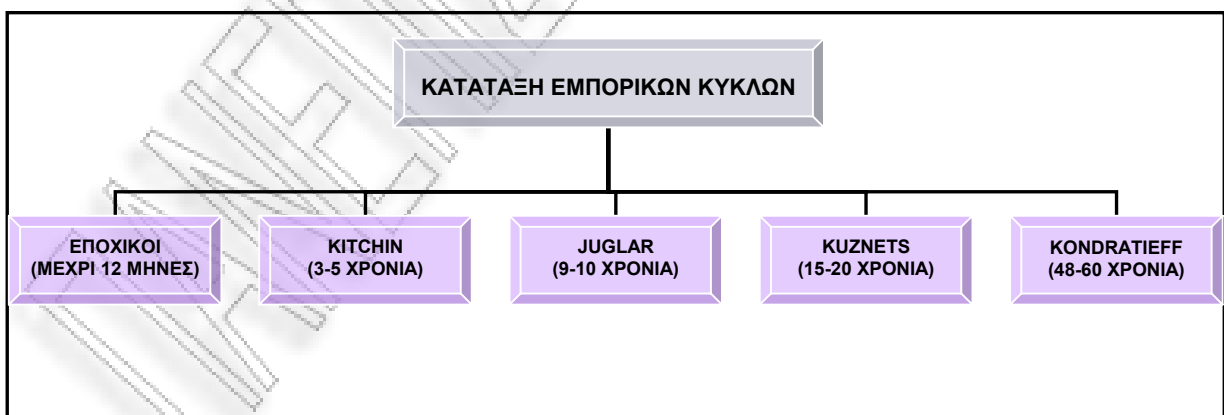 ΚΑΤΑΤΑΞΗ ΕΜΠΟΡΙΚΩΝ ΚΥΚΛΩΝ
ΕΠΟΧΙΚΟΙ
(ΜΕΧΡΙ 12 ΜΗΝΕΣ)
KITCHIN
(3-5 ΧΡΟΝΙΑ)
JUGLAR
(9-10 ΧΡΟΝΙΑ)
KUZNETS
(15-20 ΧΡΟΝΙΑ)
KONDRATIEFF
(48-60 ΧΡΟΝΙΑ)